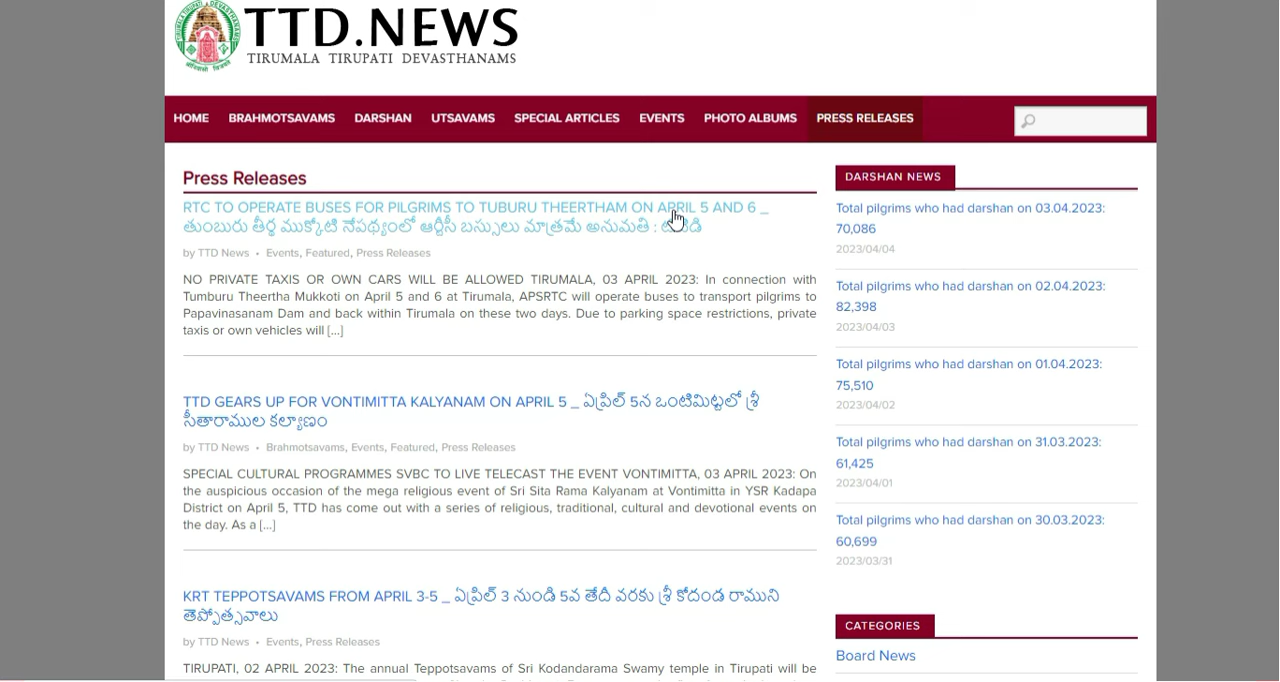 TTD.NEWS
TIRUMALA TIRUPATI DEVASTHANAMS
HOME BRAHMOTSAVAMS DARSHAN UTSAVAMS SPECIAL ARTICLES EVENTS PHOTO ALBUMS PRESS RELEASES
Press Releases
RTC TO OPERATE BUSES FOR PILGRIMS TO TUBURU THEERTHAM ON APRIL 5 AND 6 _
తుంబురు తీర్థ ముక్కోటి నేపథ్యంలో ఆర్టీసీ బస్సులు మాత్రమే అనుమతి :
by TTD News • Events, Featured, Press Releases
NO PRIVATE TAXIS OR OWN CARS WILL BE ALLOWED TIRUMALA, 03 APRIL 2023: In connection with
Tumburu Theertha Mukkoti on April 5 and 6 at Tirumala, APSRTC will operate buses to transport pilgrims to
Papavinasanam Dam and back within Tirumala on these two days. Due to parking space restrictions, private
taxis or own vehicles will [...]
TTD GEARS UP FOR VONTIMITTA KALYANAM ON APRIL 5 _ ఏప్రిల్ 5న ఒంటిమిట్టలో శ్రీ
సీతారాముల కల్యాణం
by TTD News • Brahmotsavams, Events, Featured, Press Releases
SPECIAL CULTURAL PROGRAMMES SVBC TO LIVE TELECAST THE EVENT VONTIMITTA, 03 APRIL 2023: On
the auspicious occasion of the mega religious event of Sri Sita Rama Kalyanam at Vontimitta in YSR Kadapa
District on April 5, TTD has come out with a series of religious, traditional, cultural and devotional events on
the day. As a [...]
KRT TEPPOTSAVAMS FROM APRIL 3-5 _ ఏప్రిల్ 3 నుండి 5వ తేదీ వరకు శ్రీ కోదండ రాముని
తెప్పోత్సవాలు
by TTD News • Events, Press Releases
TIRUPATI, 02 APRIL 2023: The annual Teppotsavams of Sri Kodandarama Swamy temple in Tirupati will be
DARSHAN NEWS
Total pilgrims who had darshan on 03.04.2023:
70,086
2023/04/04
Total pilgrims who had darshan on 02.04.2023:
82,398
2023/04/03
Total pilgrims who had darshan on 01.04.2023:
75,510
2023/04/02
Total pilgrims who had darshan on 31.03.2023:
61,425
2023/04/01
Total pilgrims who had darshan on 30.03.2023:
60,699
2023/03/31
CATEGORIES
Board News